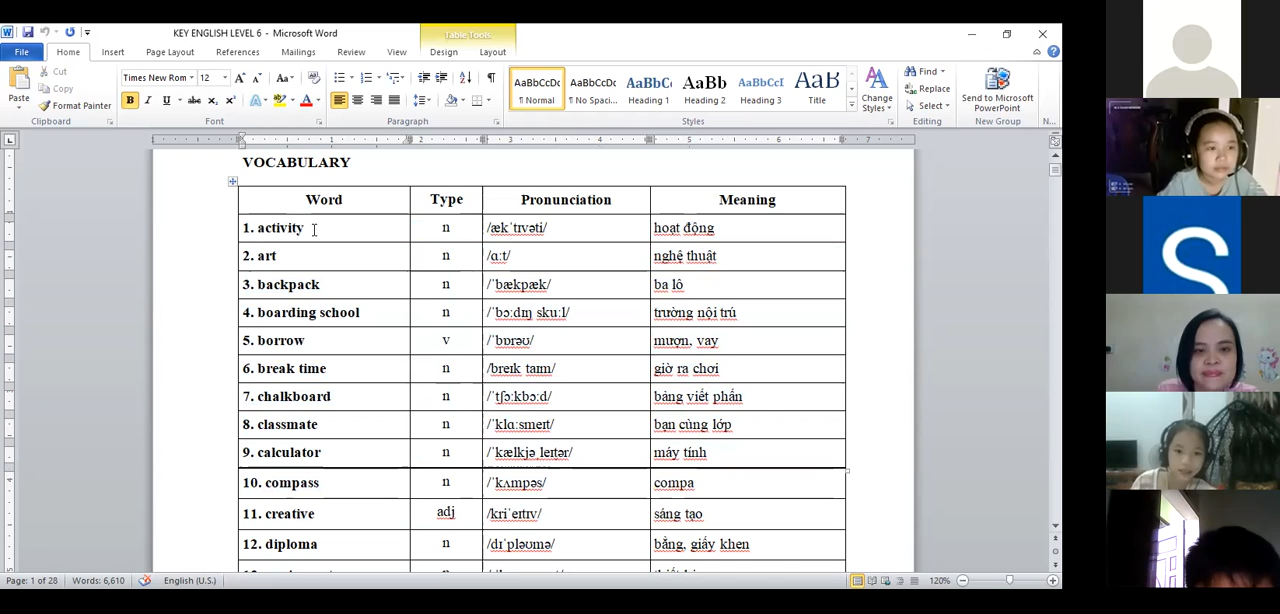 KEY ENGLISH LEVEL 6 - Microsoft Word
Table Tools
File Home Insert Page Layout References Mailings Review View Design Layout
Cut
Copy
Format Painter
Paste
Clipboard
Times New Rom 12
Font
Paragraph
AaBbCcDc AaBbCcDc AaBbC AaBb AaBbCcI AaB
¶ Normal ¶ No Spaci... Heading 1 Heading 2 Heading 3 Title
Change Styles
Styles
Find
Replace
Select
Editing
Send to Microsoft PowerPoint
New Group
N...
VOCABULARY
Word Type Pronunciation Meaning
1. activity n /ækˈtɪvəti/ hoạt động
2. art n /ɑːt/ nghệ thuật
3. backpack n /ˈbækpæk/ ba lô
4. boarding school n /ˈbɔːdɪŋ skuːl/ trường nội trú
5. borrow v /ˈbɒrəʊ/ mượn, vay
6. break time n /breɪk taɪm/ giờ ra chơi
7. chalkboard n /ˈtʃɔːkbɔːd/ bảng viết phấn
8. classmate n /ˈklɑːsmeɪt/ bạn cùng lớp
9. calculator n /ˈkælkjəˌleɪtər/ máy tính
10. compass n /ˈkʌmpəs/ compa
11. creative adj /kriˈeɪtɪv/ sáng tạo
12. diploma n /dɪˈpləʊmə/ bằng, giấy khen
Page: 1 of 28 Words: 6,610 English (U.S.) 120%
S